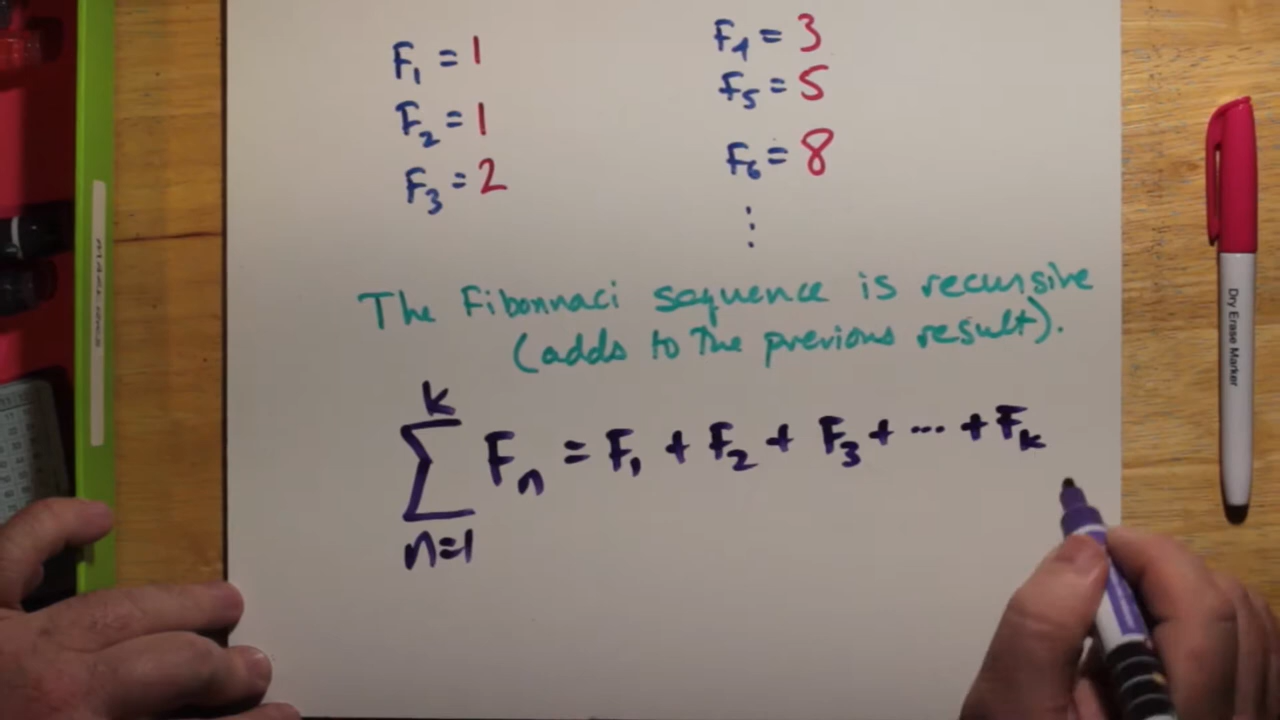 F₁ = 1
F₂ = 1
F₃ = 2
F₄ = 3
F₅ = 5
F₆ = 8
⋮
The Fibonnaci sequence is recursive
(adds to the previous result).
k
∑ Fₙ = F₁ + F₂ + F₃ + ... + Fₖ
n=1
Dry Erase Marker